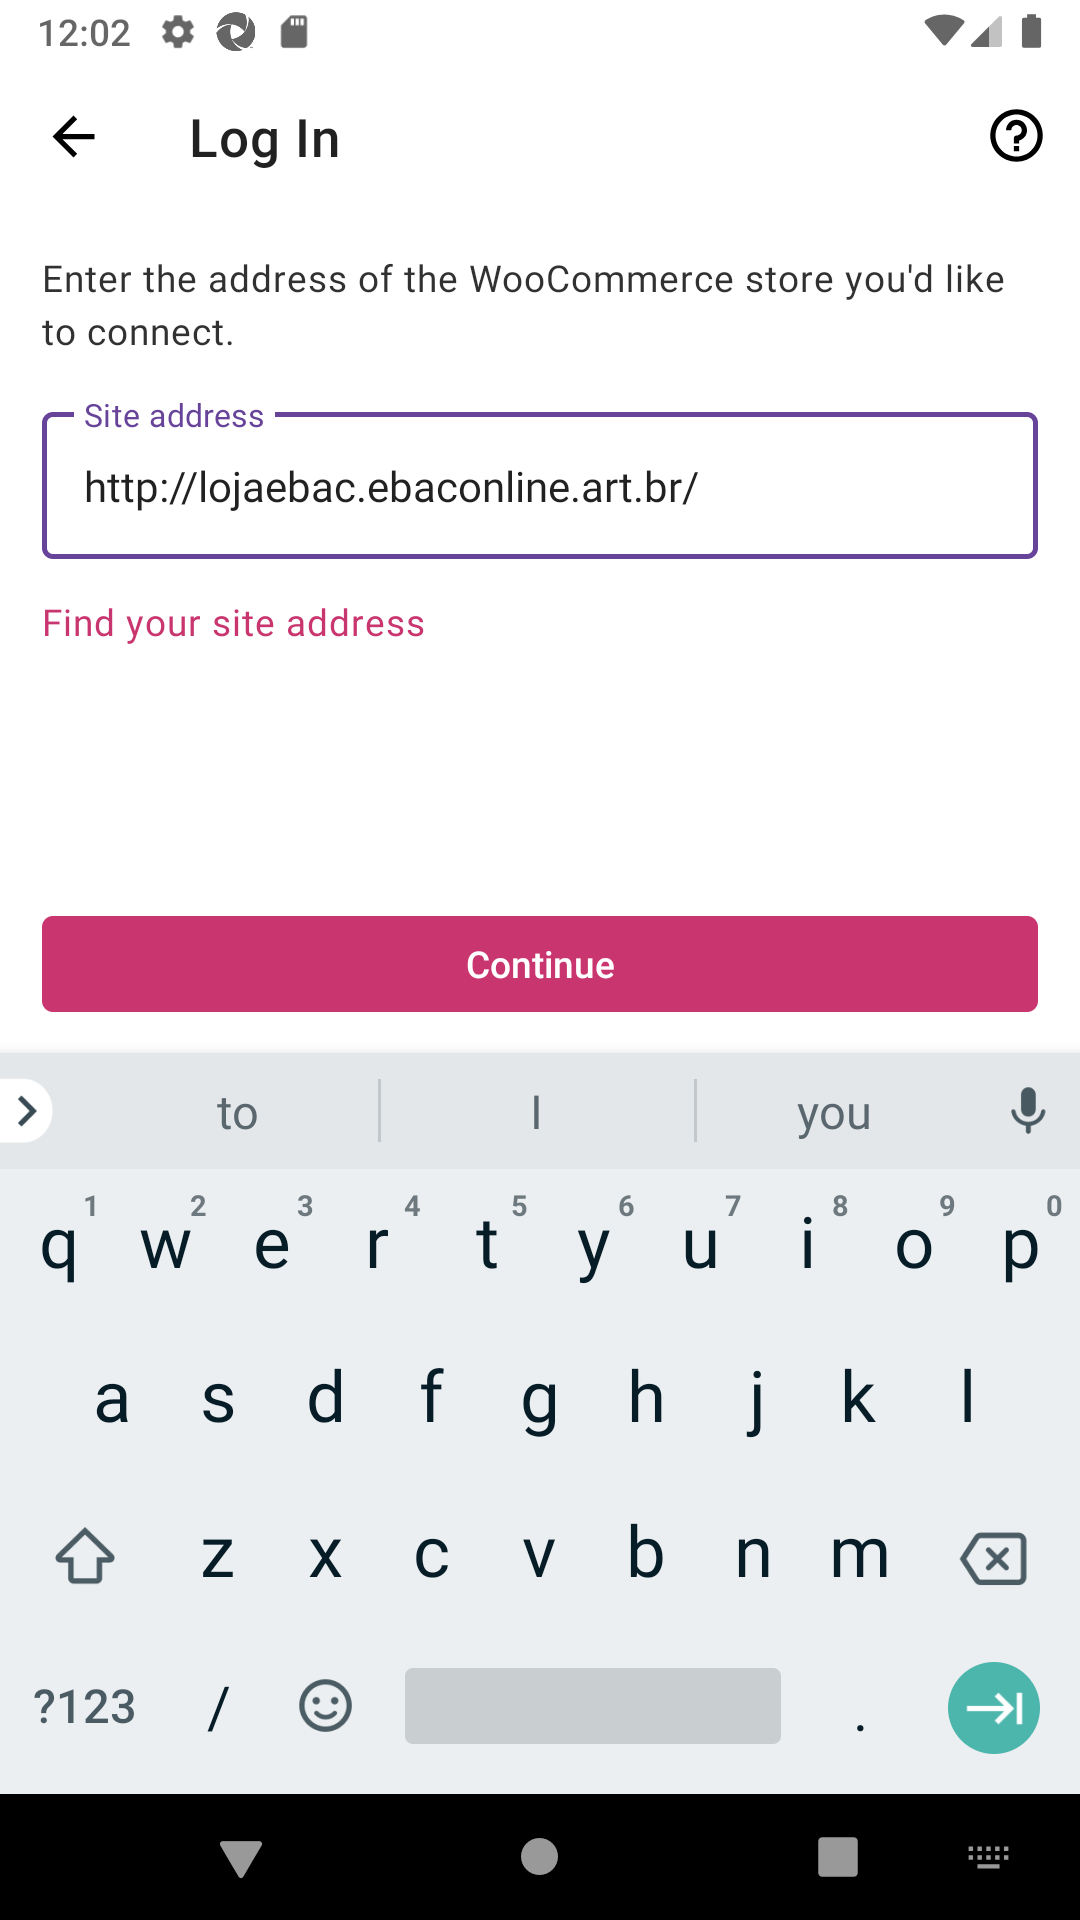 12:02
Log In
Enter the address of the WooCommerce store you'd like
to connect.
Site address
http://lojaebac.ebaconline.art.br/
Find your site address
Continue
to I you
1 2 3 4 5 6 7 8 9 0
q w e r t y u i o p
a s d f g h j k l
z x c v b n m
?123 / .